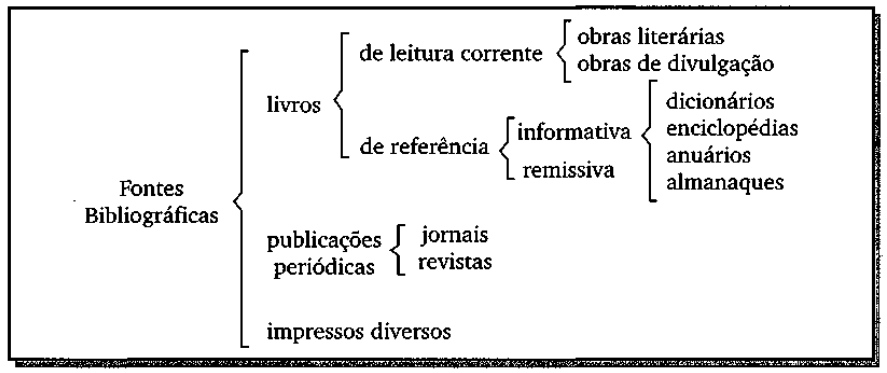 obras literárias
de leitura corrente
obras de divulgação
livros
dicionários
informativa
enciclopédias
de referência
anuários
remissiva
almanaques
Fontes
Bibliográficas
publicações
periódicas
jornais
revistas
impressos diversos